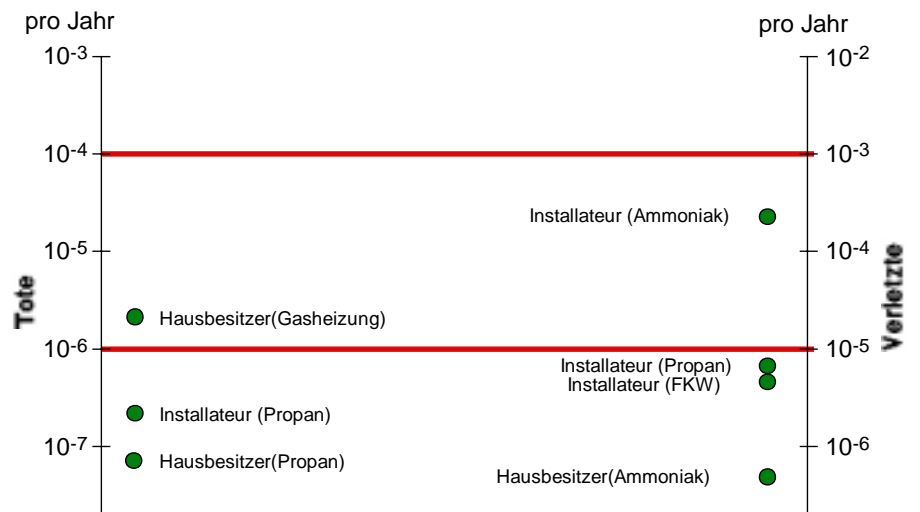 pro Jahr
pro Jahr
10-3
10-2
10-4
10-3
Installateur (Ammoniak)
10-5
10-4
Tote
Verletzte
Hausbesitzer(Gasheizung)
10-6
10-5
Installateur (Propan)
Installateur (FKW)
Installateur (Propan)
10-7
10-6
Hausbesitzer(Propan)
Hausbesitzer(Ammoniak)